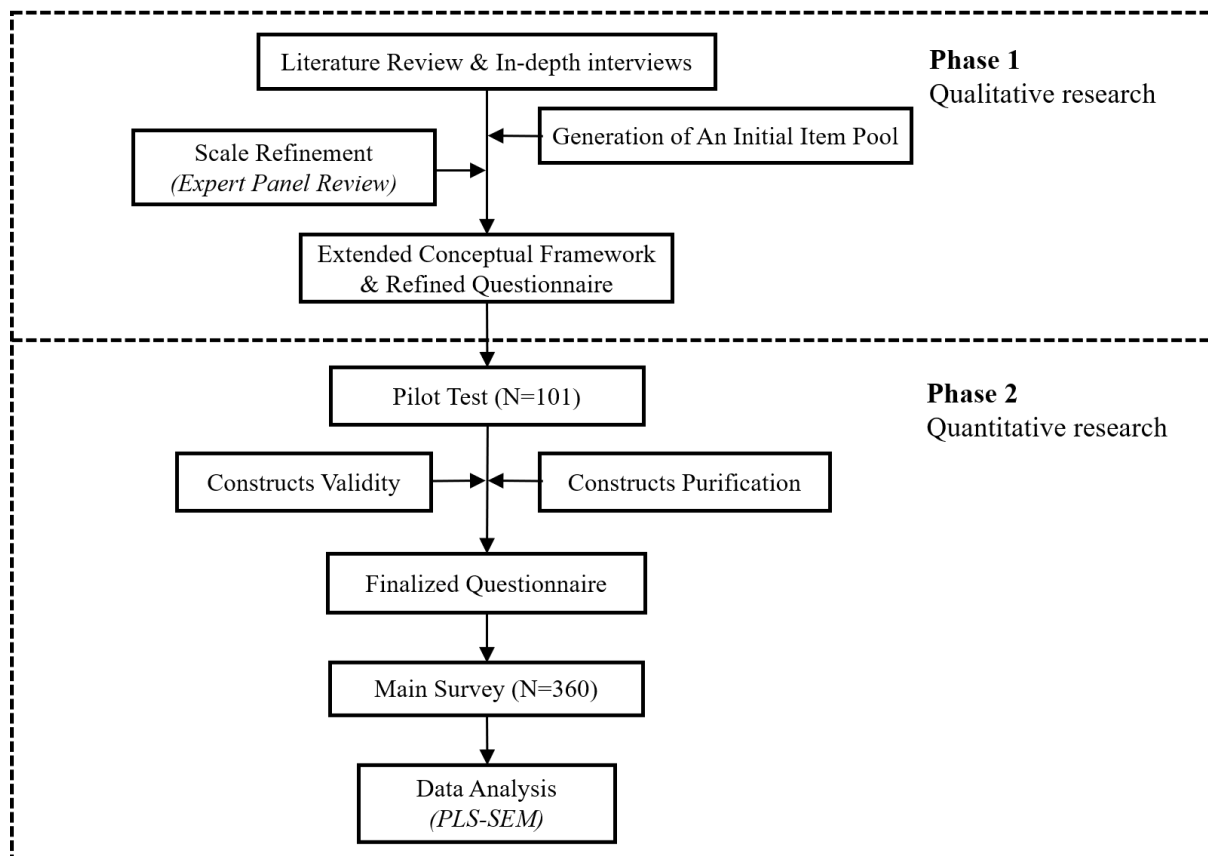 Literature Review & In-depth interviews
Phase 1
Qualitative research
Generation of An Initial Item Pool
Scale Refinement
(Expert Panel Review)
Extended Conceptual Framework
& Refined Questionnaire
Pilot Test (N=101)
Phase 2
Quantitative research
Constructs Validity
Constructs Purification
Finalized Questionnaire
Main Survey (N=360)
Data Analysis
(PLS-SEM)